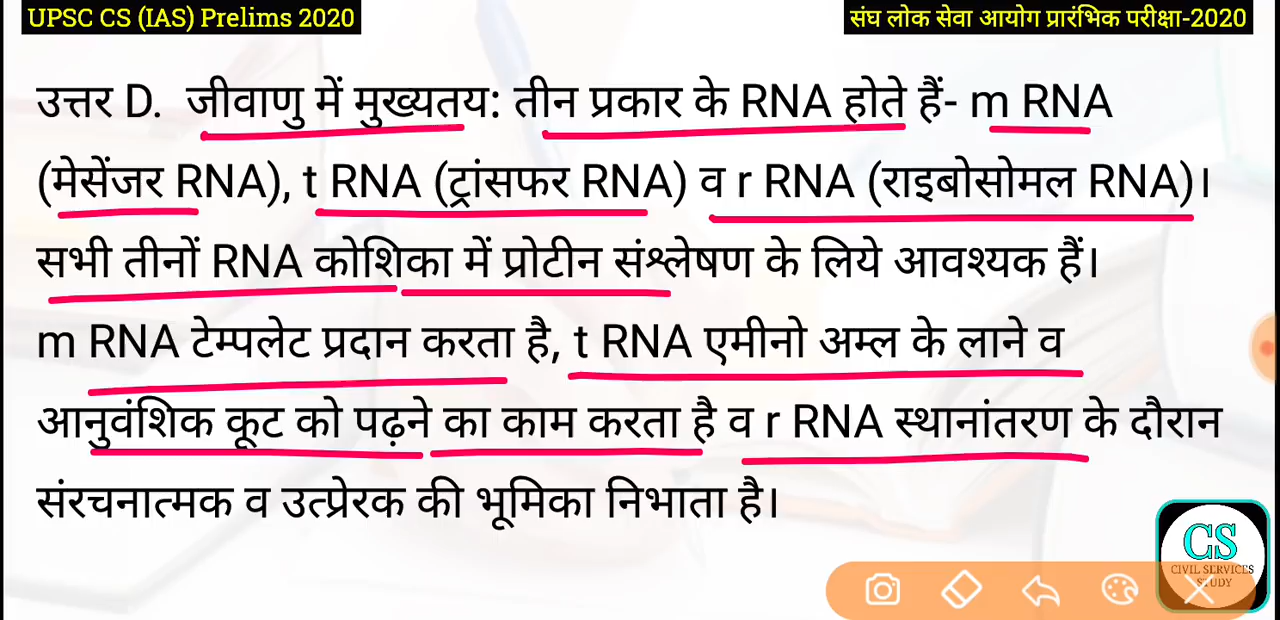 UPSC CS (IAS) Prelims 2020
संघ लोक सेवा आयोग प्रारंभिक परीक्षा-2020
उत्तर D. जीवाणु में मुख्यतय: तीन प्रकार के RNA होते हैं- m RNA
(मेसेंजर RNA), t RNA (ट्रांसफर RNA) व r RNA (राइबोसोमल RNA)।
सभी तीनों RNA कोशिका में प्रोटीन संश्लेषण के लिये आवश्यक हैं।
m RNA टेम्पलेट प्रदान करता है, t RNA एमीनो अम्ल के लाने व
आनुवंशिक कूट को पढ़ने का काम करता है व r RNA स्थानांतरण के दौरान
संरचनात्मक व उत्प्रेरक की भूमिका निभाता है।
CS
CIVIL SERVICES
STUDY